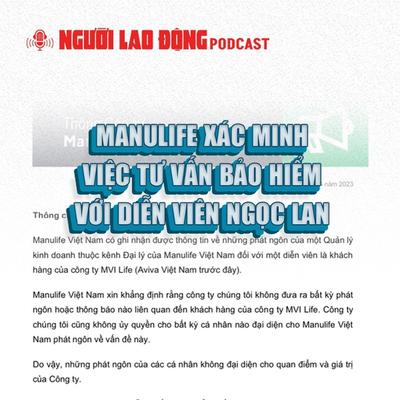 NGƯỜI LAO ĐỘNG PODCAST
MANULIFE XÁC MINH
VIỆC TƯ VẤN BẢO HIỂM
năm 2023
VỚI DIỄN VIÊN NGỌC LAN
Thông c
Manulife Việt Nam có ghi nhận được thông tin về những phát ngôn của một Quản lý
kinh doanh thuộc kênh Đại lý của Manulife Việt Nam đối với một diễn viên là khách
hàng của công ty MVI Life (Aviva Việt Nam trước đây).
Manulife Việt Nam xin khẳng định rằng công ty chúng tôi không đưa ra bất kỳ phát
ngôn hoặc thông báo nào liên quan đến khách hàng của công ty MVI Life. Công ty
chúng tôi cũng không ủy quyền cho bất kỳ cá nhân nào đại diện cho Manulife Việt
Nam phát ngôn về vấn đề này.
Do vậy, những phát ngôn của các cá nhân không đại diện cho quan điểm và giá trị
của Công ty.